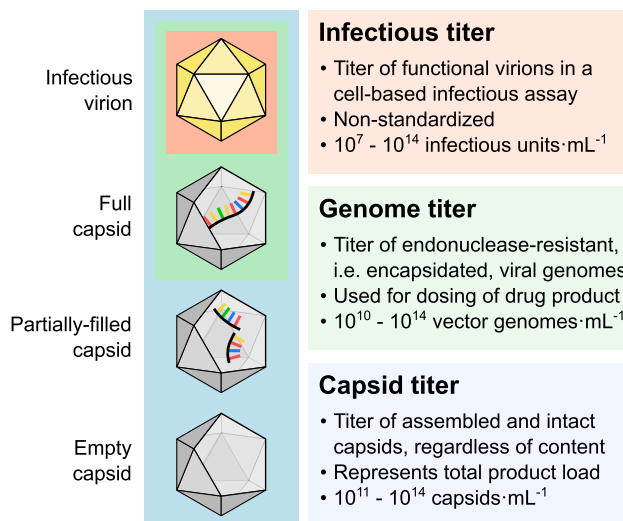 Infectious
virion
Full
capsid
Partially-filled
capsid
Empty
capsid
Infectious titer
• Titer of functional virions in a
cell-based infectious assay
• Non-standardized
• 10⁷ - 10¹⁴ infectious units·mL⁻¹
Genome titer
• Titer of endonuclease-resistant,
i.e. encapsidated, viral genomes
• Used for dosing of drug product
• 10¹⁰ - 10¹⁴ vector genomes·mL⁻¹
Capsid titer
• Titer of assembled and intact
capsids, regardless of content
• Represents total product load
• 10¹¹ - 10¹⁴ capsids·mL⁻¹